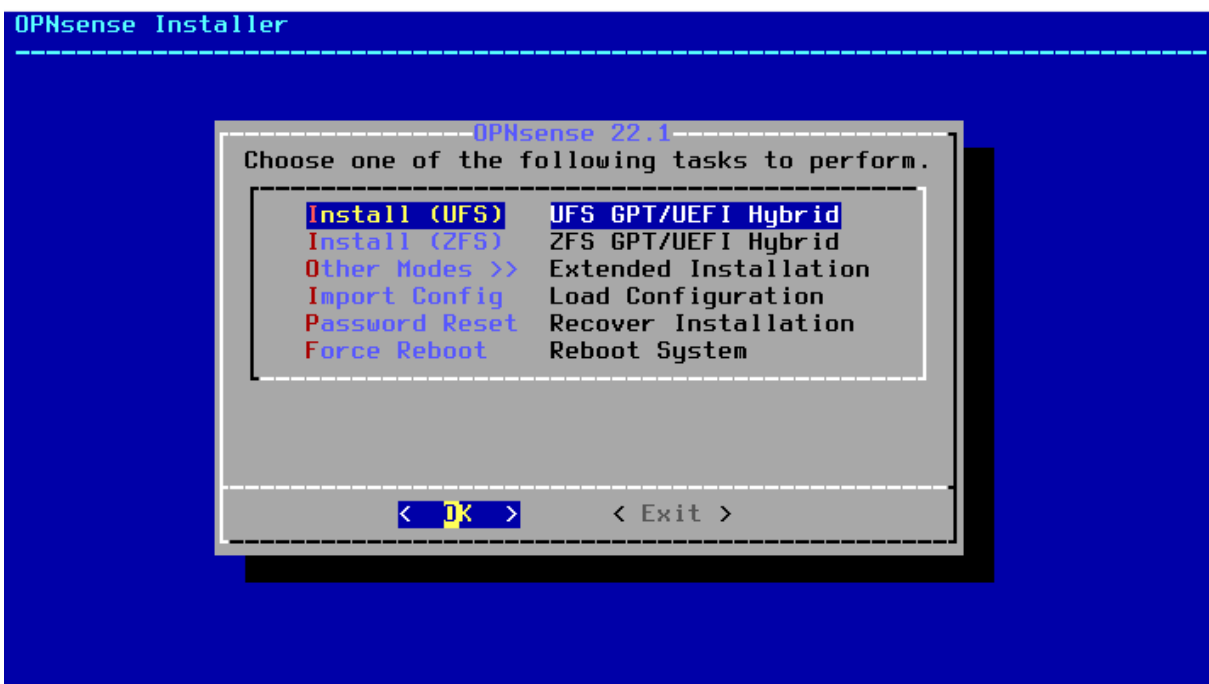 OPNsense Installer
OPNsense 22.1
Choose one of the following tasks to perform.
Install (UFS) UFS GPT/UEFI Hybrid
Install (ZFS) ZFS GPT/UEFI Hybrid
Other Modes >> Extended Installation
Import Config Load Configuration
Password Reset Recover Installation
Force Reboot Reboot System
< OK > < Exit >